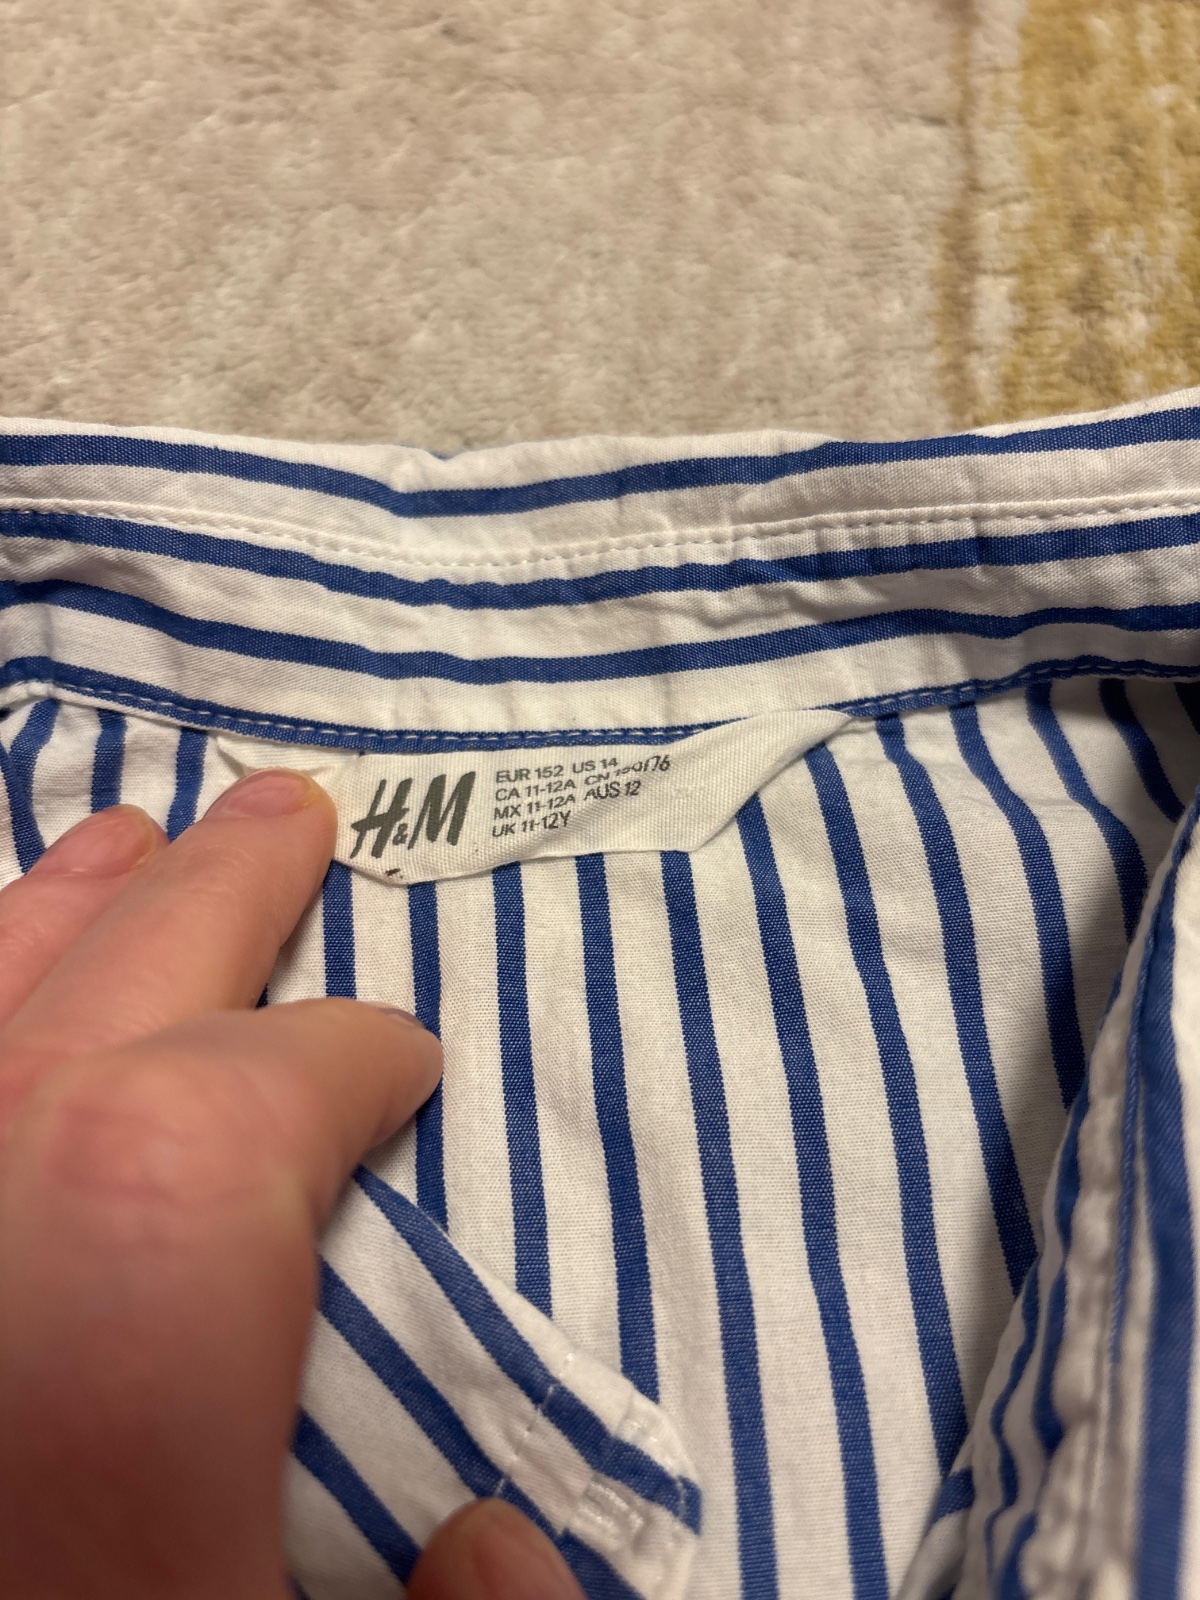 H&M
EUR 152 US 14
CA 11-12A CN 150/76
MX 11-12A AUS 12
UK 11-12Y